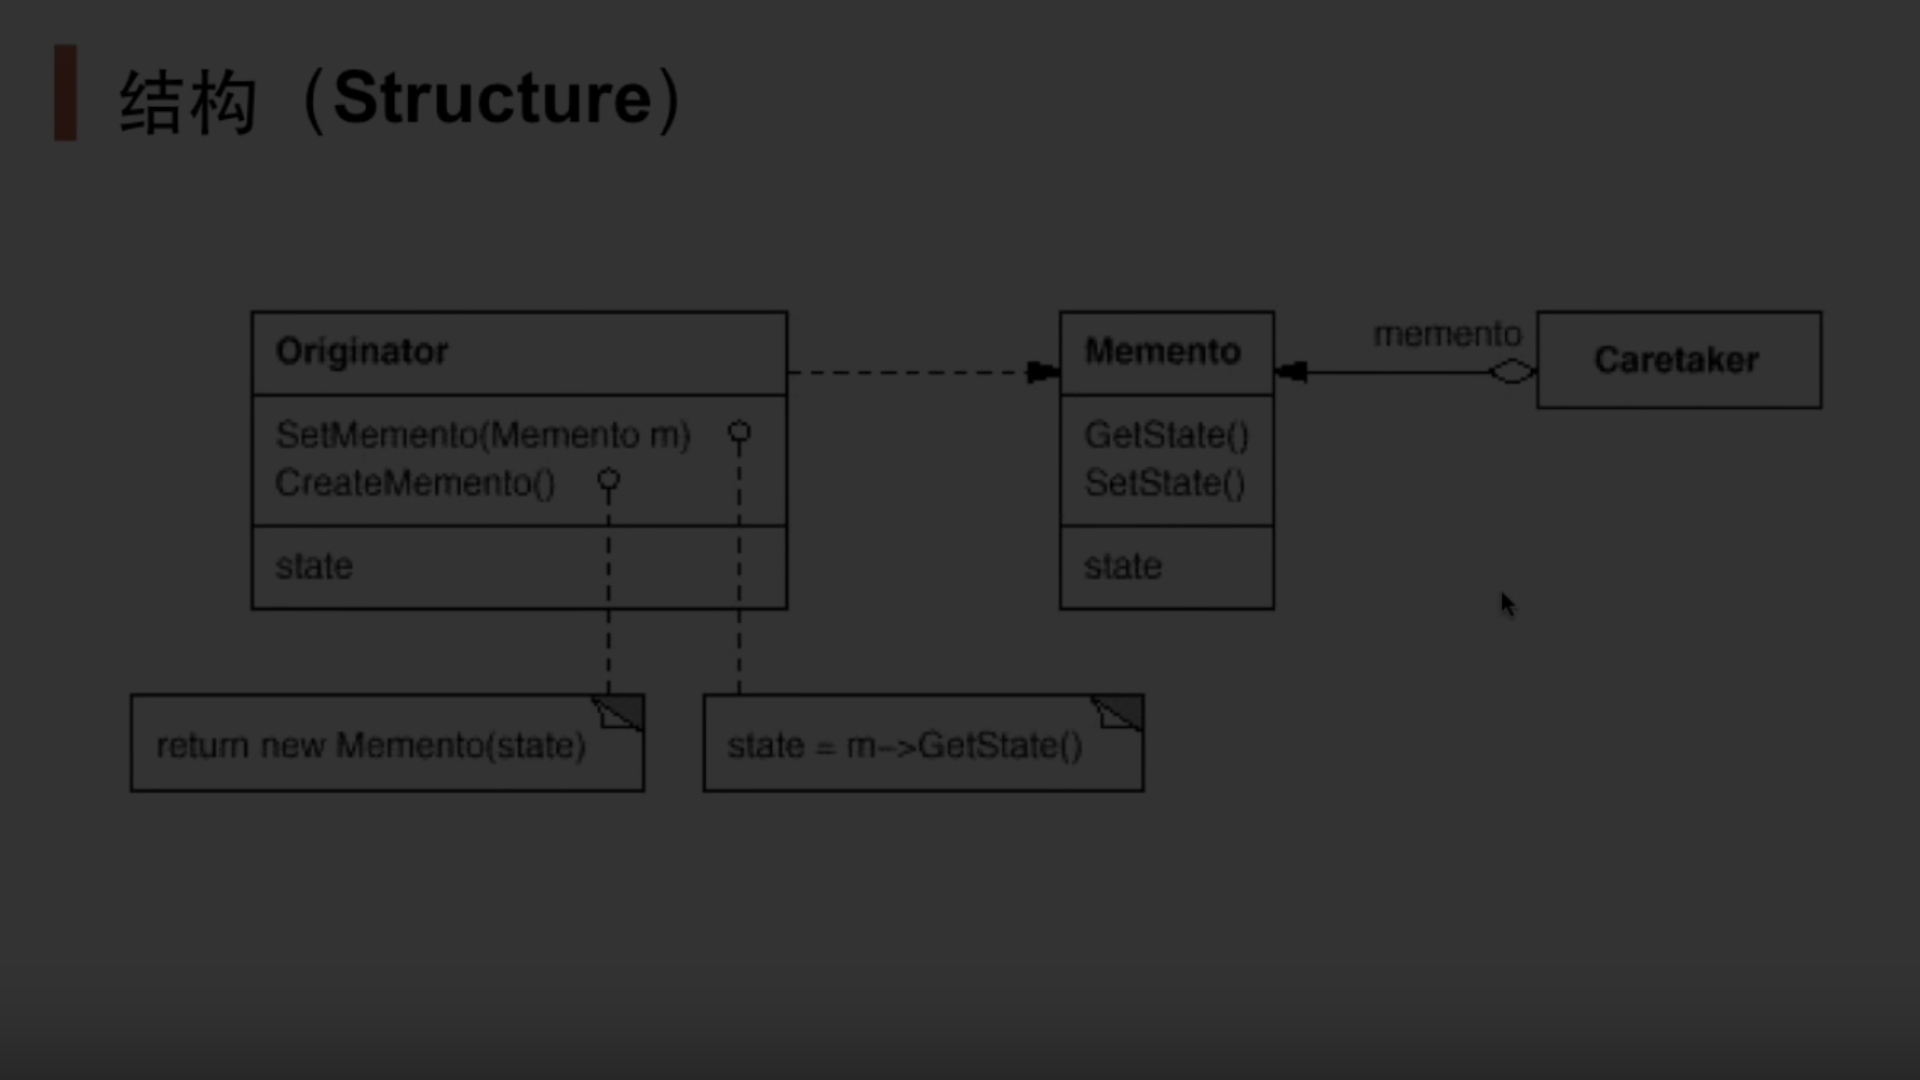 结构（Structure）
Originator
SetMemento(Memento m)
CreateMemento()
state
Memento
GetState()
SetState()
state
memento
Caretaker
return new Memento(state)
state = m->GetState()